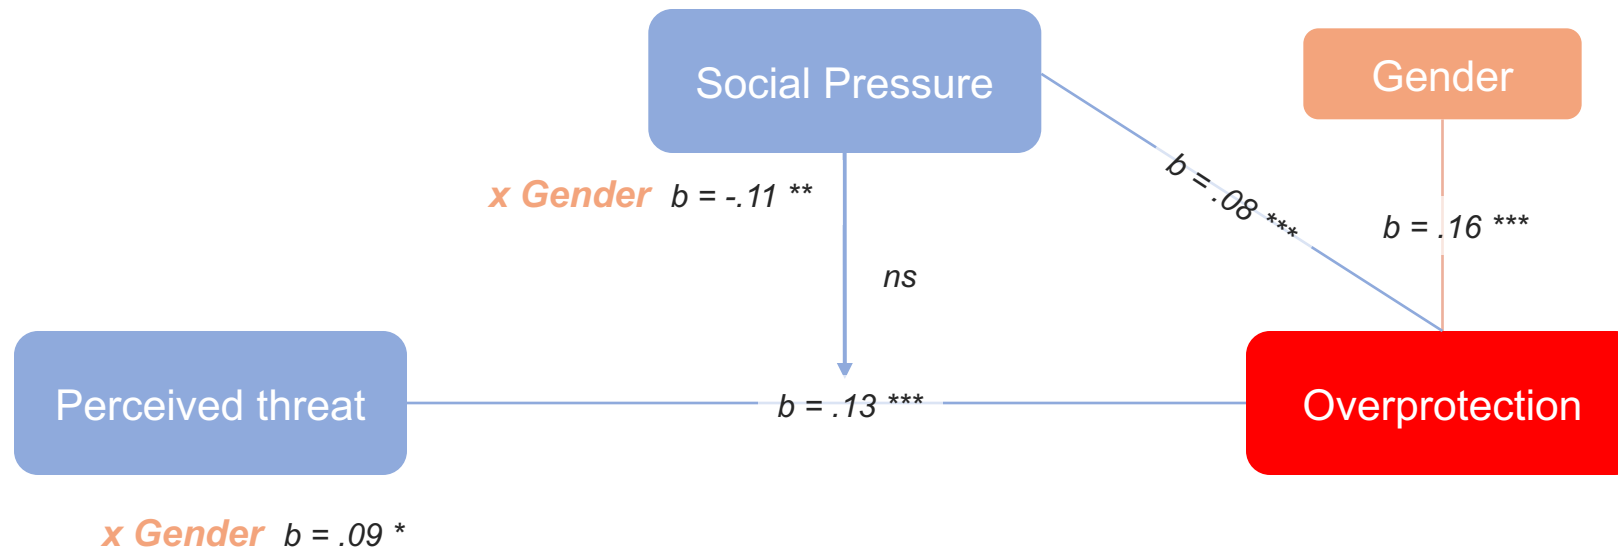 Social Pressure
Gender
x Gender b = -.11 **
b = .08 ***
b = .16 ***
ns
Perceived threat
b = .13 ***
Overprotection
x Gender b = .09 *